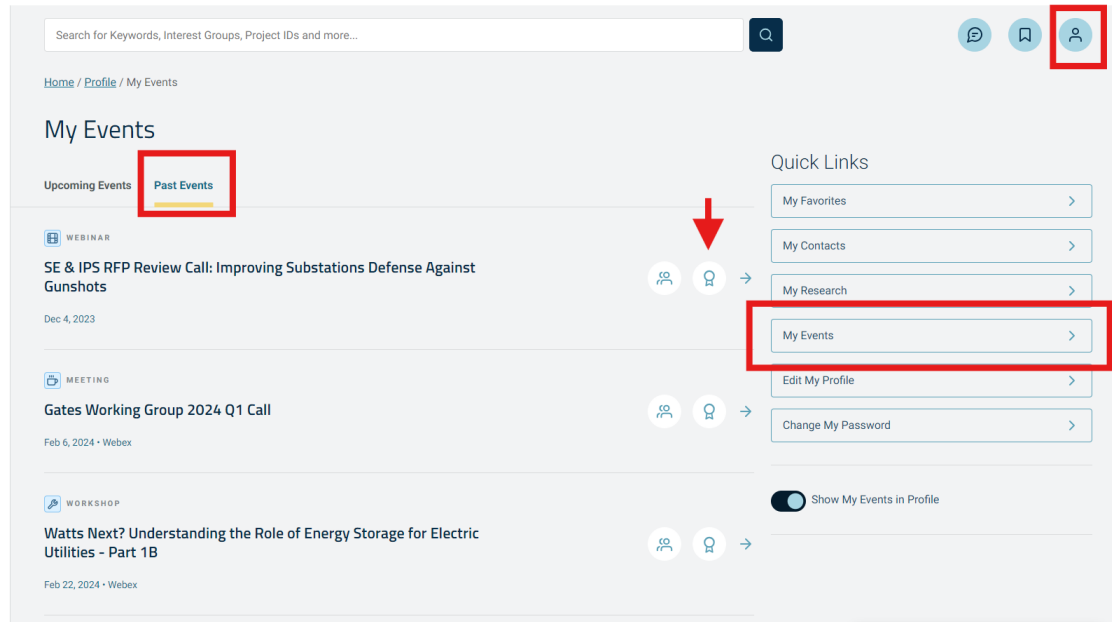 Search for Keywords, Interest Groups, Project IDs and more...
Home / Profile / My Events
My Events
Upcoming Events
Past Events
WEBINAR
SE & IPS RFP Review Call: Improving Substations Defense Against
Gunshots
Dec 4, 2023
MEETING
Gates Working Group 2024 Q1 Call
Feb 6, 2024 • Webex
WORKSHOP
Watts Next? Understanding the Role of Energy Storage for Electric
Utilities - Part 1B
Feb 22, 2024 • Webex
Quick Links
My Favorites
My Contacts
My Research
My Events
Edit My Profile
Change My Password
Show My Events in Profile